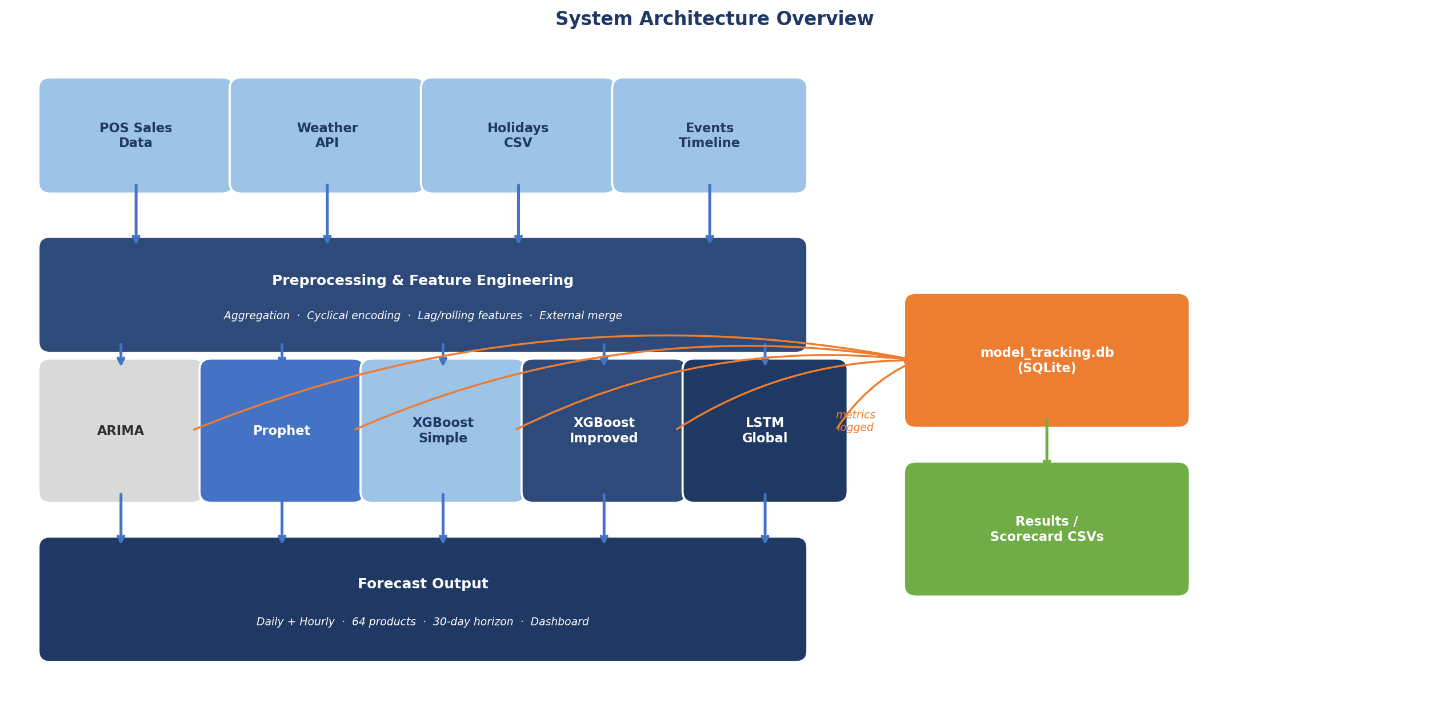 System Architecture Overview
POS Sales
Data
Weather
API
Holidays
CSV
Events
Timeline
Preprocessing & Feature Engineering
Aggregation · Cyclical encoding · Lag/rolling features · External merge
ARIMA
Prophet
XGBoost
Simple
XGBoost
Improved
LSTM
Global
metrics
logged
model_tracking.db
(SQLite)
Results /
Scorecard CSVs
Forecast Output
Daily + Hourly · 64 products · 30-day horizon · Dashboard